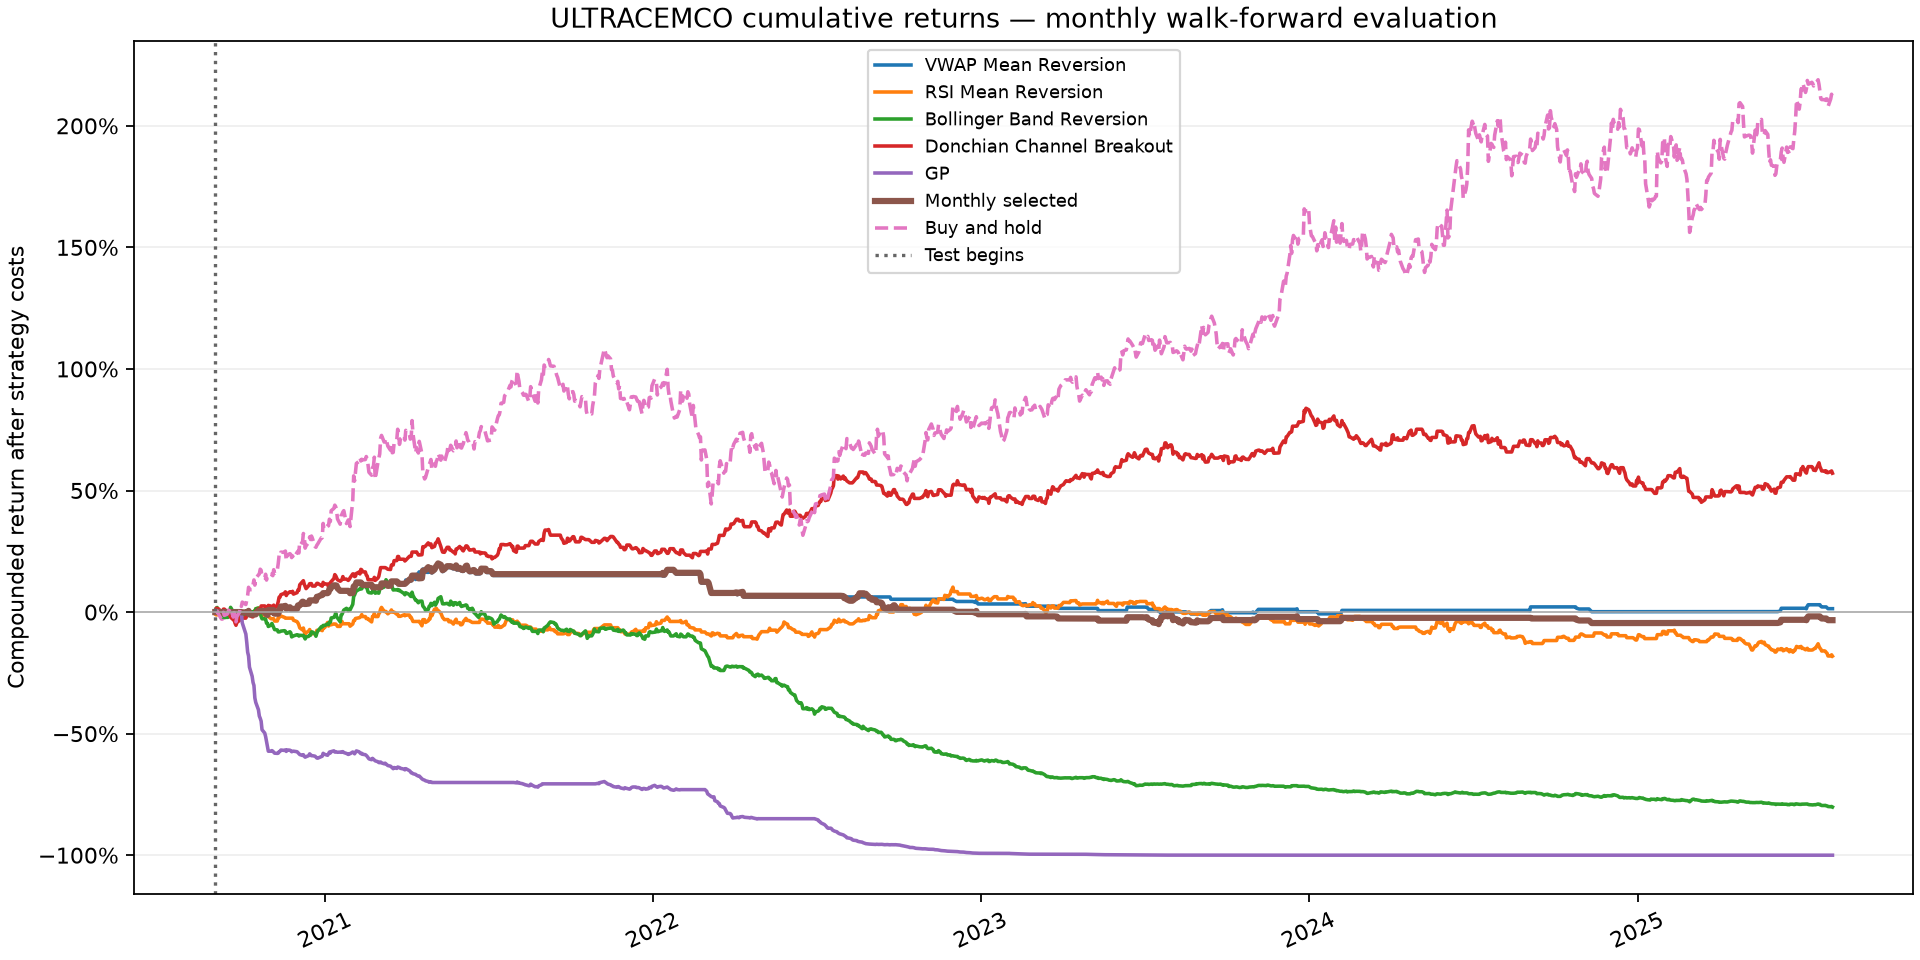 ULTRACEMCO cumulative returns — monthly walk-forward evaluation
VWAP Mean Reversion
RSI Mean Reversion
Bollinger Band Reversion
Donchian Channel Breakout
GP
Monthly selected
Buy and hold
Test begins
Compounded return after strategy costs
200%
150%
100%
50%
0%
−50%
−100%
2021
2022
2023
2024
2025